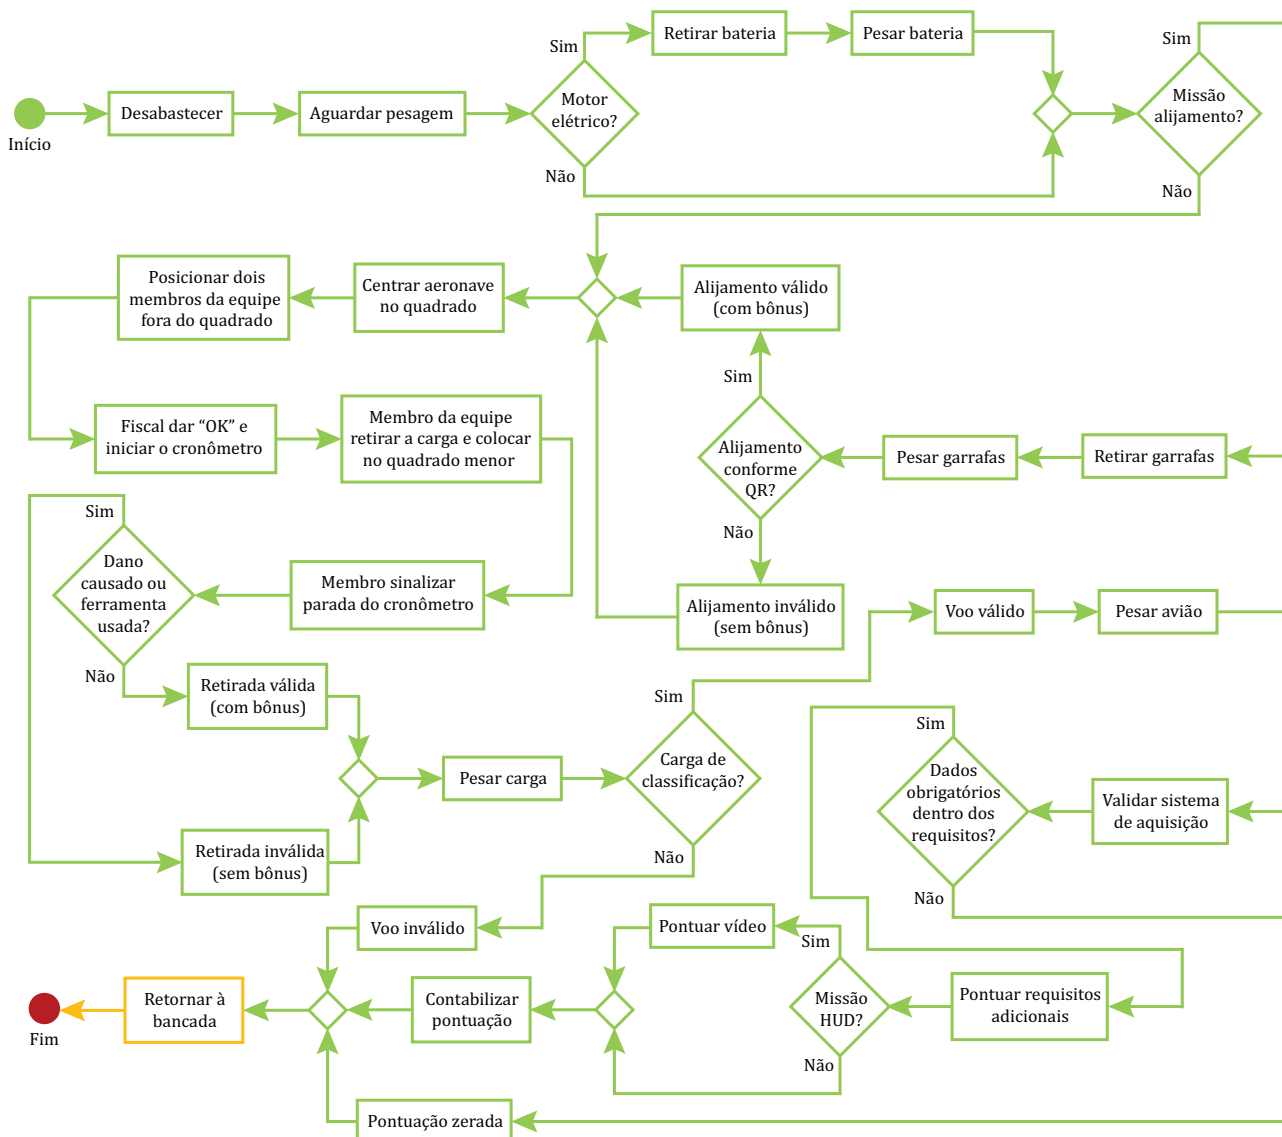 Início
Desabastecer
Aguardar pesagem
Motor
elétrico?
Sim
Não
Retirar bateria
Pesar bateria
Missão
alijamento?
Sim
Não
Posicionar dois
membros da equipe
fora do quadrado
Centrar aeronave
no quadrado
Alijamento válido
(com bônus)
Sim
Fiscal dar “OK” e
iniciar o cronômetro
Membro da equipe
retirar a carga e colocar
no quadrado menor
Alijamento
conforme
QR?
Pesar garrafas
Retirar garrafas
Não
Sim
Dano
causado ou
ferramenta
usada?
Membro sinalizar
parada do cronômetro
Alijamento inválido
(sem bônus)
Voo válido
Pesar avião
Não
Retirada válida
(com bônus)
Sim
Pesar carga
Carga de
classificação?
Sim
Dados
obrigatórios
dentro dos
requisitos?
Validar sistema
de aquisição
Retirada inválida
(sem bônus)
Não
Não
Voo inválido
Pontuar vídeo
Sim
Retornar à
bancada
Contabilizar
pontuação
Missão
HUD?
Pontuar requisitos
adicionais
Fim
Não
Pontuação zerada